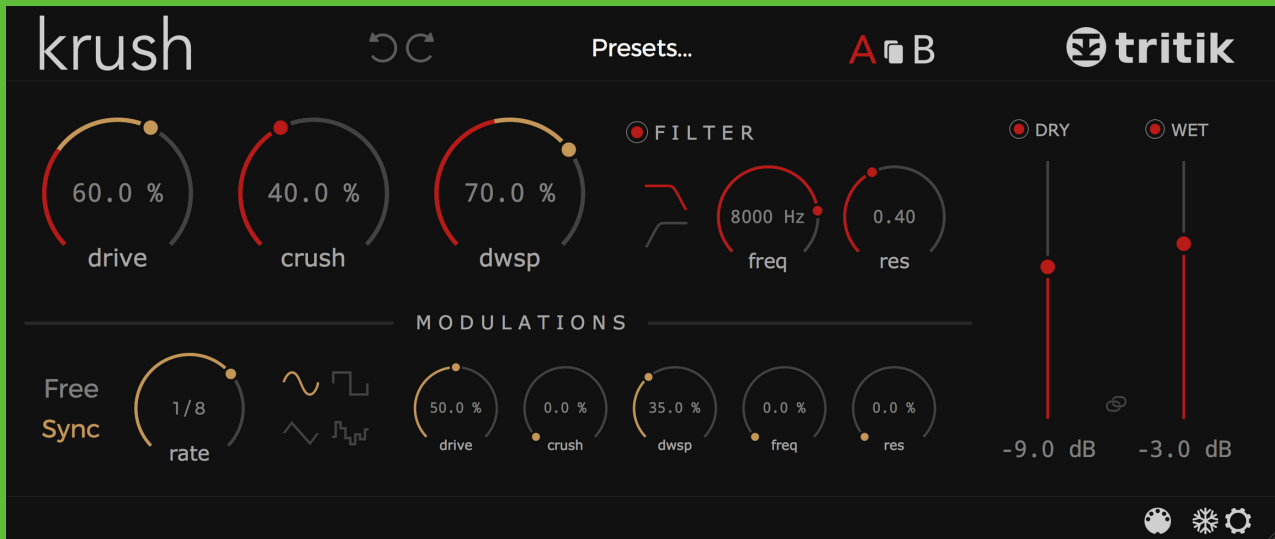 krush
Presets...
A B
tritik
60.0 %
drive
40.0 %
crush
70.0 %
dwsp
FILTER
8000 Hz
freq
0.40
res
DRY
WET
MODULATIONS
Free
Sync
1/8
rate
50.0 %
drive
0.0 %
crush
35.0 %
dwsp
0.0 %
freq
0.0 %
res
-9.0 dB
-3.0 dB